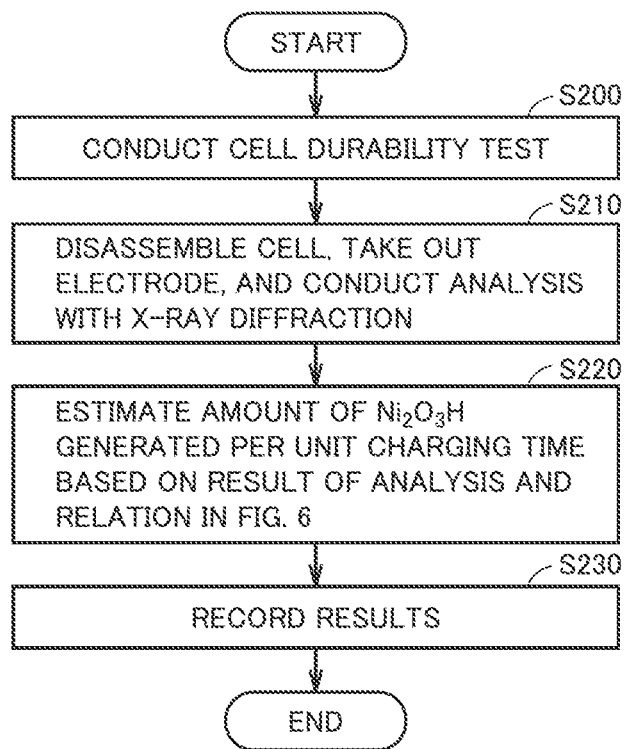 START
S200
CONDUCT CELL DURABILITY TEST
S210
DISASSEMBLE CELL, TAKE OUT
ELECTRODE, AND CONDUCT ANALYSIS
WITH X-RAY DIFFRACTION
S220
ESTIMATE AMOUNT OF Ni₂O₃H
GENERATED PER UNIT CHARGING TIME
BASED ON RESULT OF ANALYSIS AND
RELATION IN FIG. 6
S230
RECORD RESULTS
END